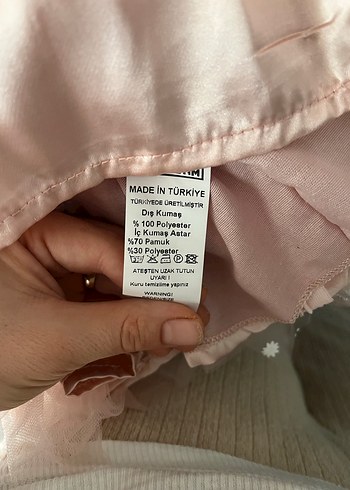 MADE İN TÜRKİYE
TÜRKİYEDE ÜRETİLMİŞTİR
Dış Kumaş
% 100 Polyester
İç Kumaş Astar
%70 Pamuk
%30 Polyester
ATEŞTEN UZAK TUTUN
UYARI !
Kuru temizleme yapınız
WARNING!